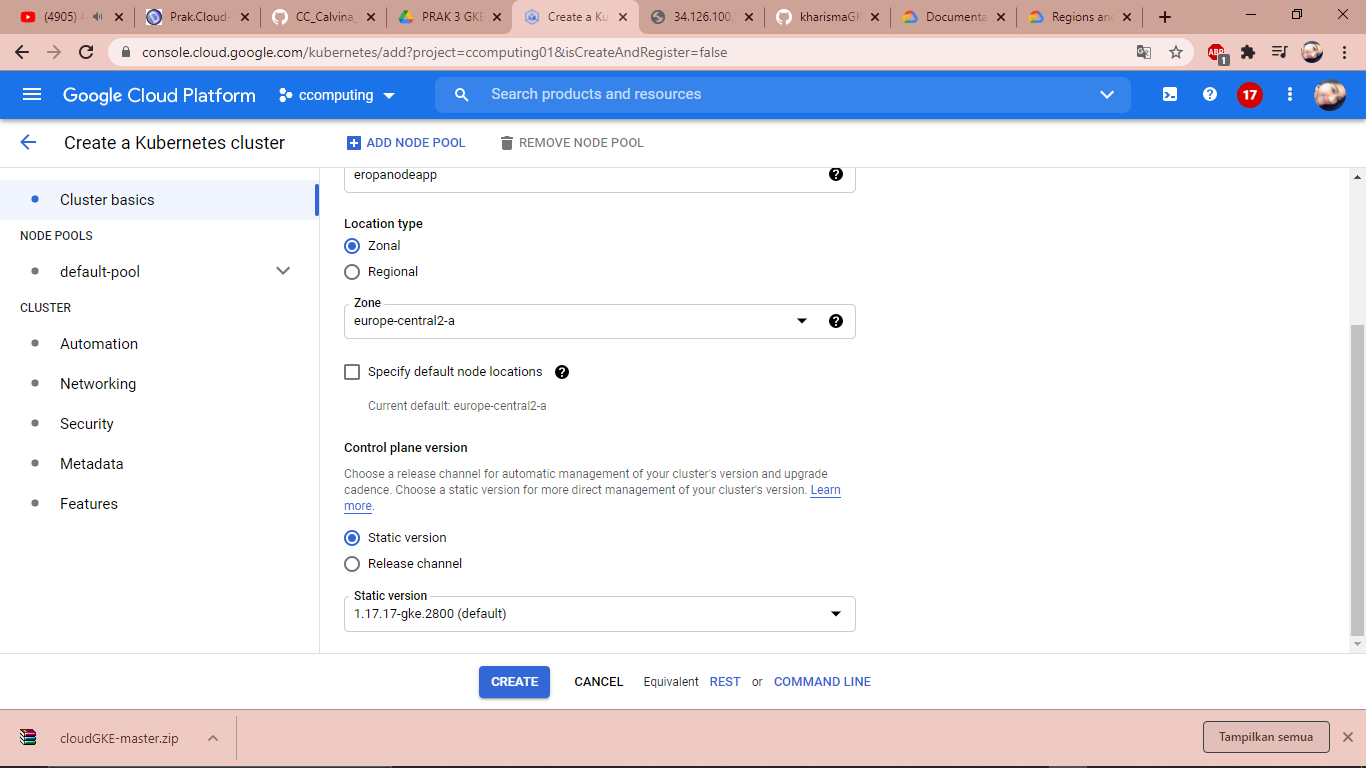 (4905)
Prak.Cloud-
CC_Calvina_
PRAK 3 GKE
Create a Ku
34.126.100.
kharismaGK
Documenta
Regions and
console.cloud.google.com/kubernetes/add?project=ccomputing01&isCreateAndRegister=false
ABP
1
Google Cloud Platform
ccomputing
Search products and resources
17
Create a Kubernetes cluster
ADD NODE POOL
REMOVE NODE POOL
Cluster basics
NODE POOLS
default-pool
CLUSTER
Automation
Networking
Security
Metadata
Features
eropanodeapp
Location type
Zonal
Regional
Zone
europe-central2-a
Specify default node locations
Current default: europe-central2-a
Control plane version
Choose a release channel for automatic management of your cluster's version and upgrade
cadence. Choose a static version for more direct management of your cluster's version. Learn
more.
Static version
Release channel
Static version
1.17.17-gke.2800 (default)
CREATE
CANCEL
Equivalent REST or COMMAND LINE
cloudGKE-master.zip
Tampilkan semua